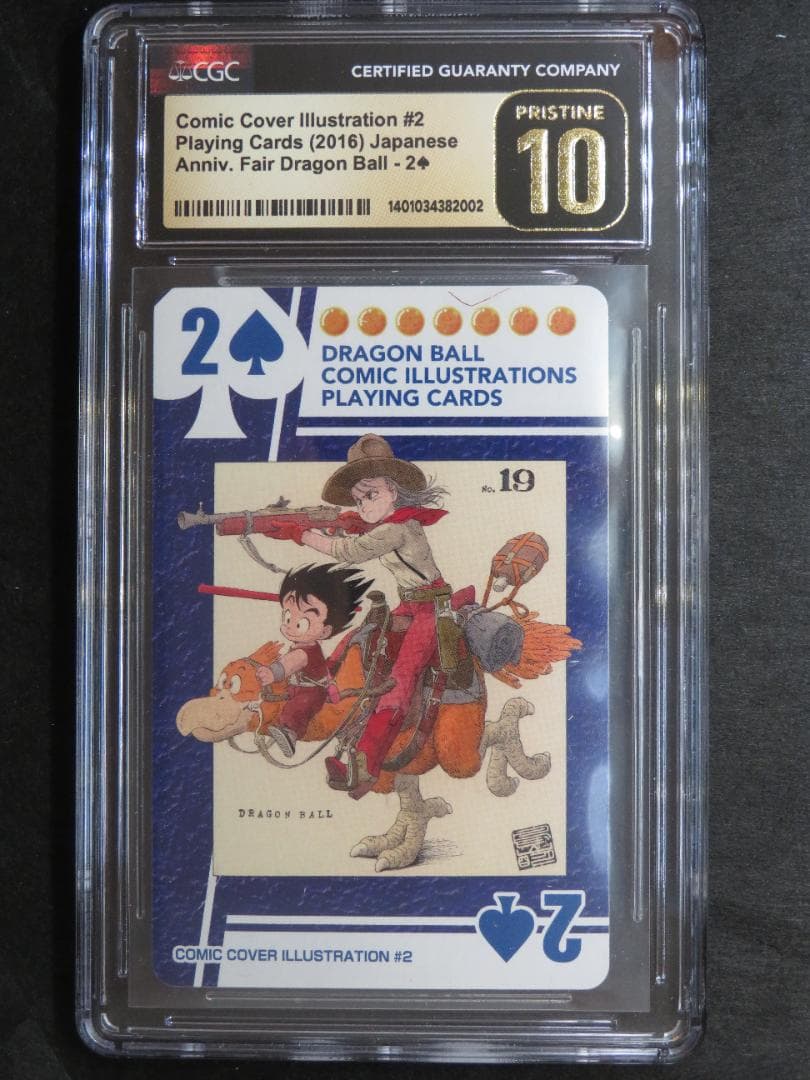 CGC
CERTIFIED GUARANTY COMPANY
Comic Cover Illustration #2
Playing Cards (2016) Japanese
Anniv. Fair Dragon Ball - 2♠
1401034382002
PRISTINE
10
2♠
DRAGON BALL
COMIC ILLUSTRATIONS
PLAYING CARDS
No. 19
DRAGON BALL
COMIC COVER ILLUSTRATION #2
♠2